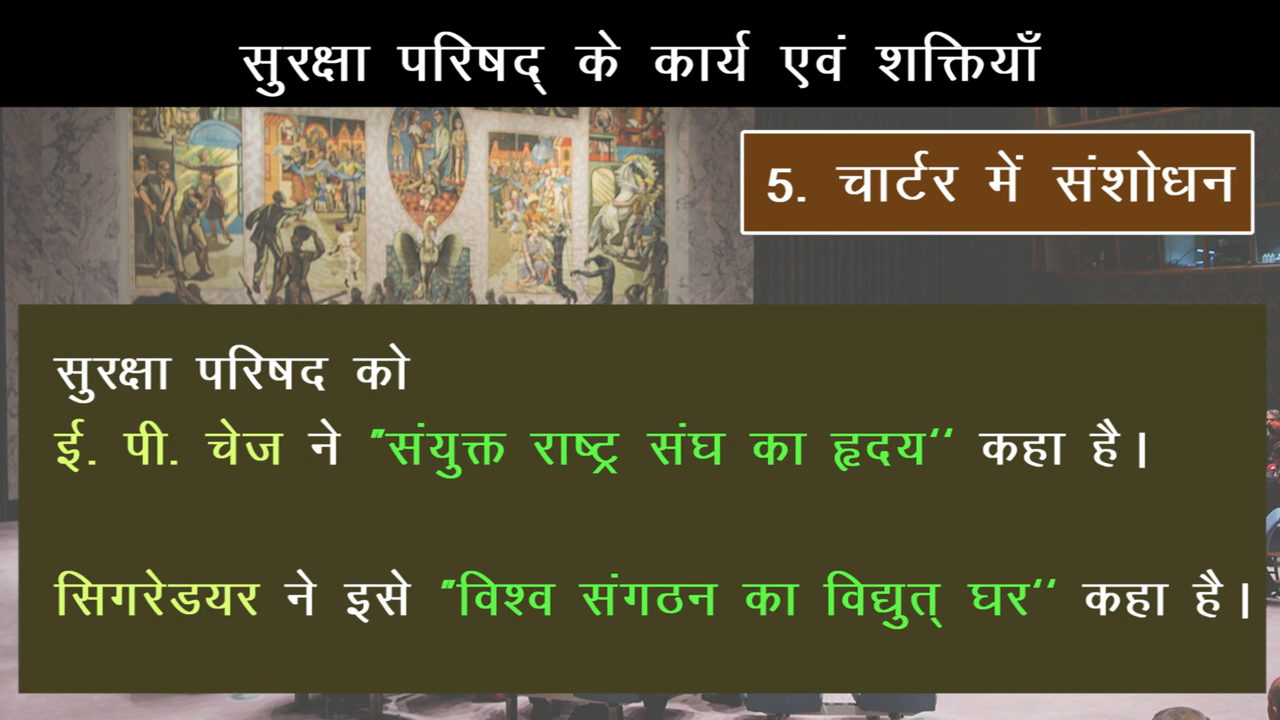 सुरक्षा परिषद् के कार्य एवं शक्तियाँ
5. चार्टर में संशोधन
सुरक्षा परिषद को
ई. पी. चेज ने "संयुक्त राष्ट्र संघ का हृदय‘‘ कहा है।
सिगरेडयर ने इसे "विश्व संगठन का विद्युत् घर‘‘ कहा है।